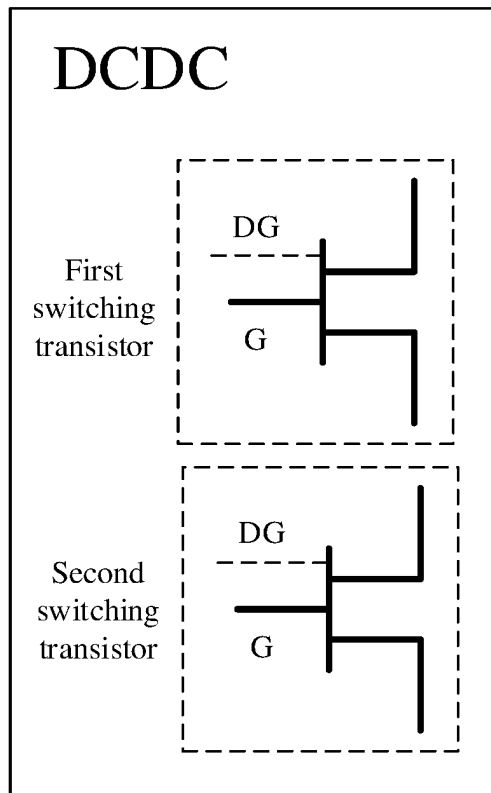 DCDC
DG
First
switching
transistor
G
DG
Second
switching
transistor
G